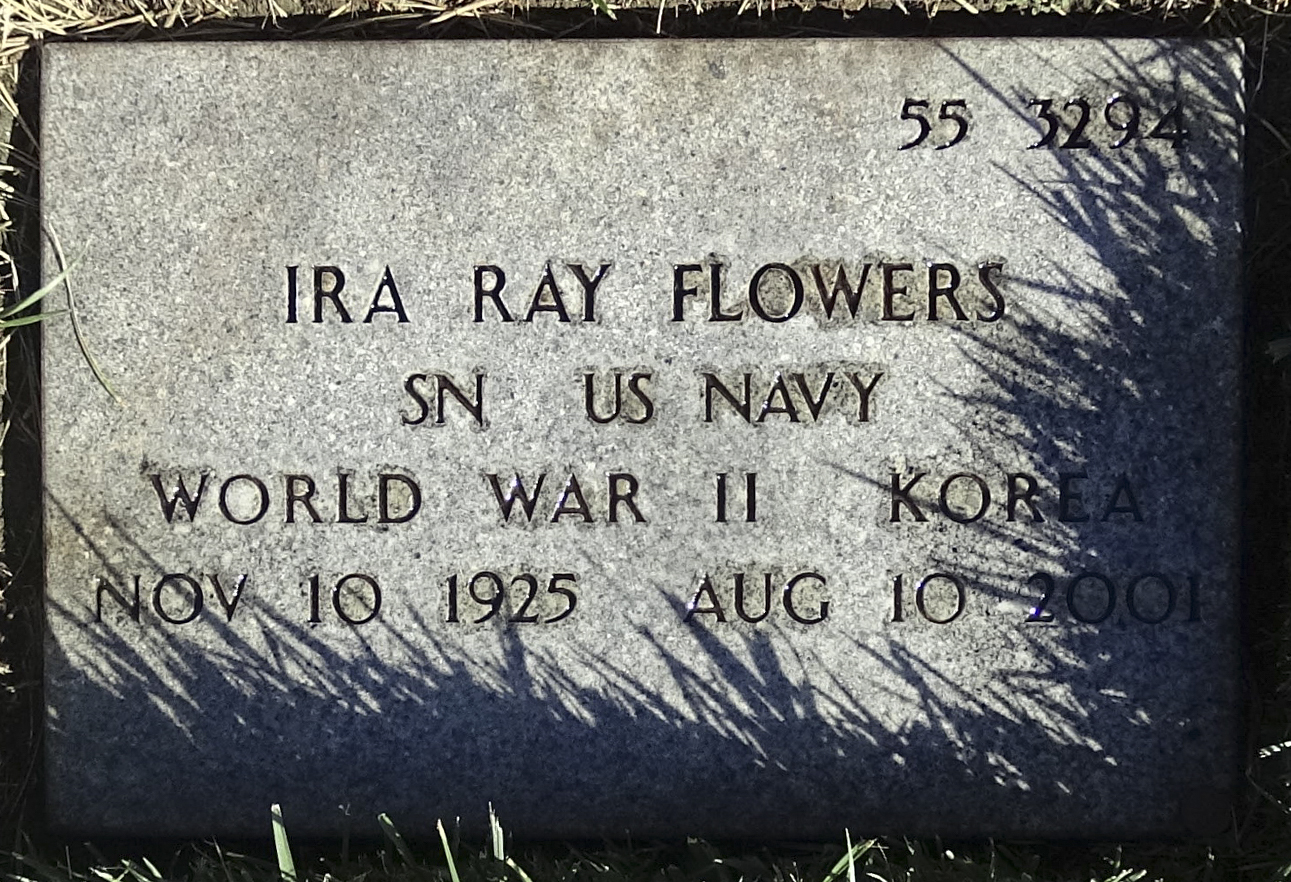 55 3294
IRA RAY FLOWERS
SN US NAVY
WORLD WAR II KOREA
NOV 10 1925 AUG 10 2001